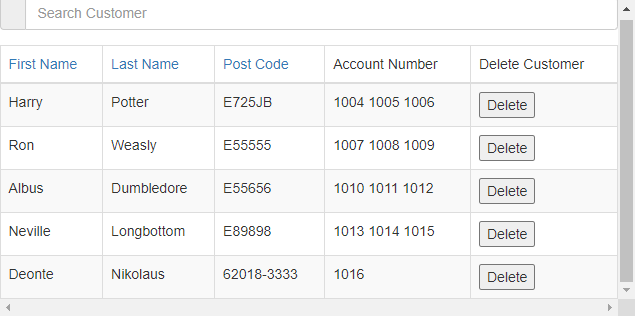 Search Customer
First Name Last Name Post Code Account Number Delete Customer
Harry Potter E725JB 1004 1005 1006 Delete
Ron Weasly E55555 1007 1008 1009 Delete
Albus Dumbledore E55656 1010 1011 1012 Delete
Neville Longbottom E89898 1013 1014 1015 Delete
Deonte Nikolaus 62018-3333 1016 Delete